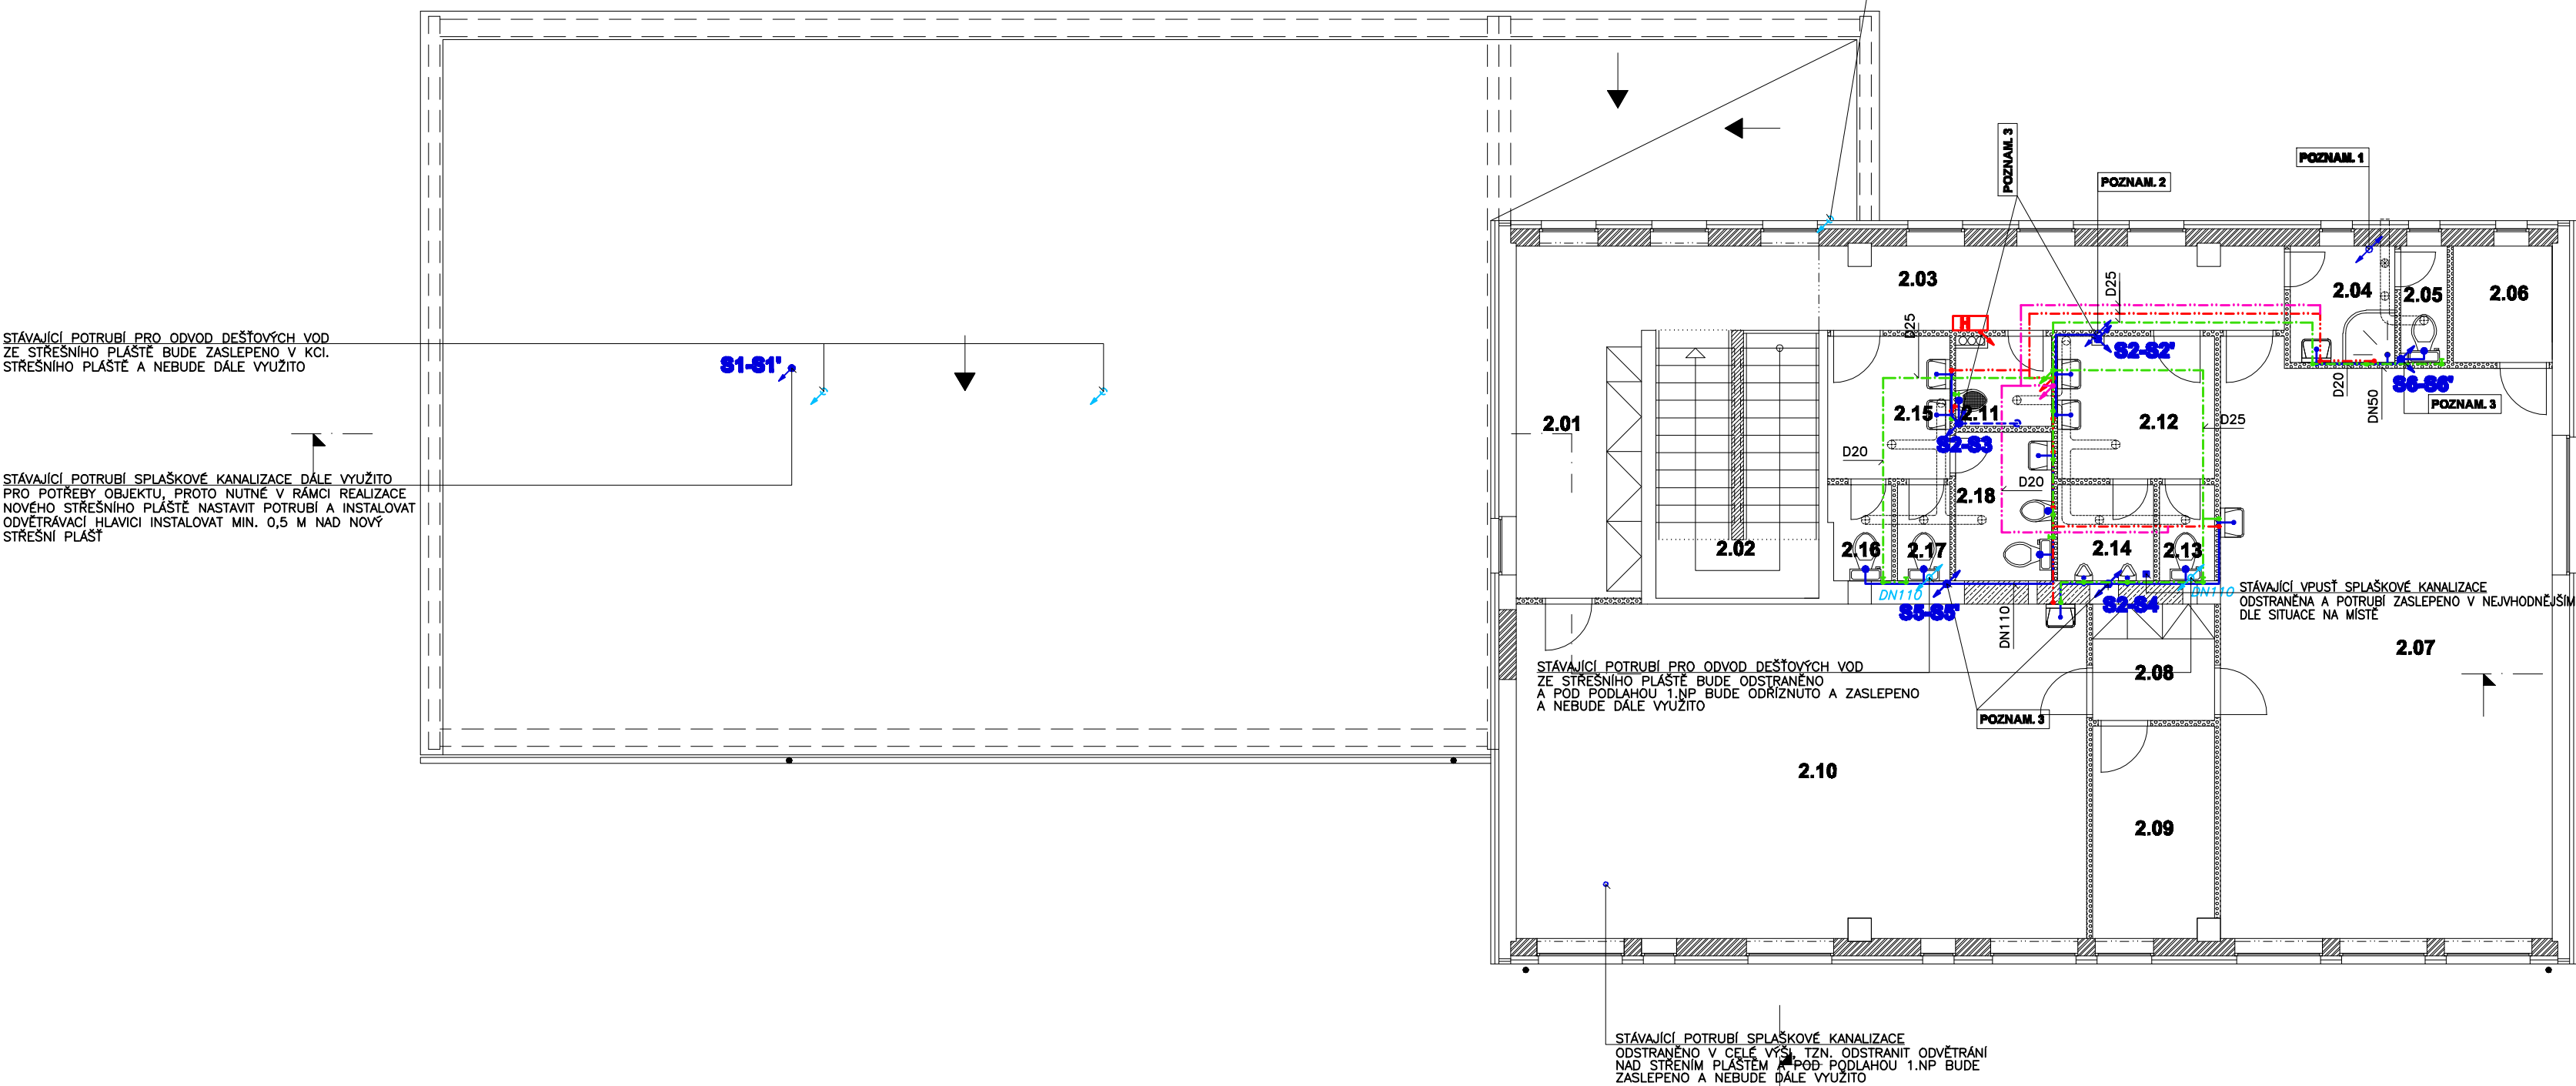 POZNAM. 3
POZNAM. 1
POZNAM. 2
2.03
D25
2.04
2.05
2.06
H
D25
S2-S2'
STÁVAJÍCÍ POTRUBÍ PRO ODVOD DEŠŤOVÝCH VOD
ZE STŘEŠNÍHO PLÁŠTĚ BUDE ZASLEPENO V KCI.
STŘEŠNÍHO PLÁŠTĚ A NEBUDE DÁLE VYUŽITO
S1-S1'
D20
DN50
S6-S6'
POZNAM. 3
2.01
2.15
2.11
2.12
D25
S2-S3
D20
STÁVAJÍCÍ POTRUBÍ SPLAŠKOVÉ KANALIZACE DÁLE VYUŽITO
PRO POTŘEBY OBJEKTU, PROTO NUTNÉ V RÁMCI REALIZACE
NOVÉHO STŘEŠNÍHO PLÁŠTĚ NASTAVIT POTRUBÍ A INSTALOVAT
ODVĚTRÁVACÍ HLAVICI INSTALOVAT MIN. 0,5 M NAD NOVÝ
STŘEŠNÍ PLÁŠŤ
D20
2.18
2.02
2.16
2.17
2.14
2.13
DN110
S5-S5'
DN110
S2-S4
DN110
STÁVAJÍCÍ VPUSŤ SPLAŠKOVÉ KANALIZACE
ODSTRANĚNA A POTRUBÍ ZASLEPENO V NEJVHODNĚJŠÍM
DLE SITUACE NA MÍSTĚ
2.07
STÁVAJÍCÍ POTRUBÍ PRO ODVOD DEŠŤOVÝCH VOD
ZE STŘEŠNÍHO PLÁŠTĚ BUDE ODSTRANĚNO
A POD PODLAHOU 1.NP BUDE ODŘÍZNUTO A ZASLEPENO
A NEBUDE DÁLE VYUŽITO
2.08
POZNAM. 3
2.10
2.09
STÁVAJÍCÍ POTRUBÍ SPLAŠKOVÉ KANALIZACE
ODSTRANĚNO V CELÉ VÝŠI, TZN. ODSTRANIT ODVĚTRÁNÍ
NAD STŘENÍM PLÁŠTĚM A POD PODLAHOU 1.NP BUDE
ZASLEPENO A NEBUDE DÁLE VYUŽITO